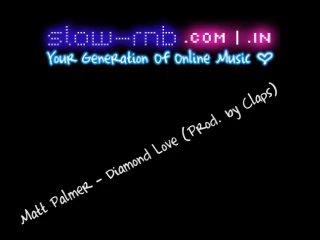 slow-rnb .COM | .IN
Your Generation Of Online Music
Matt Palmer - Diamond Love (Prod. by Claps)